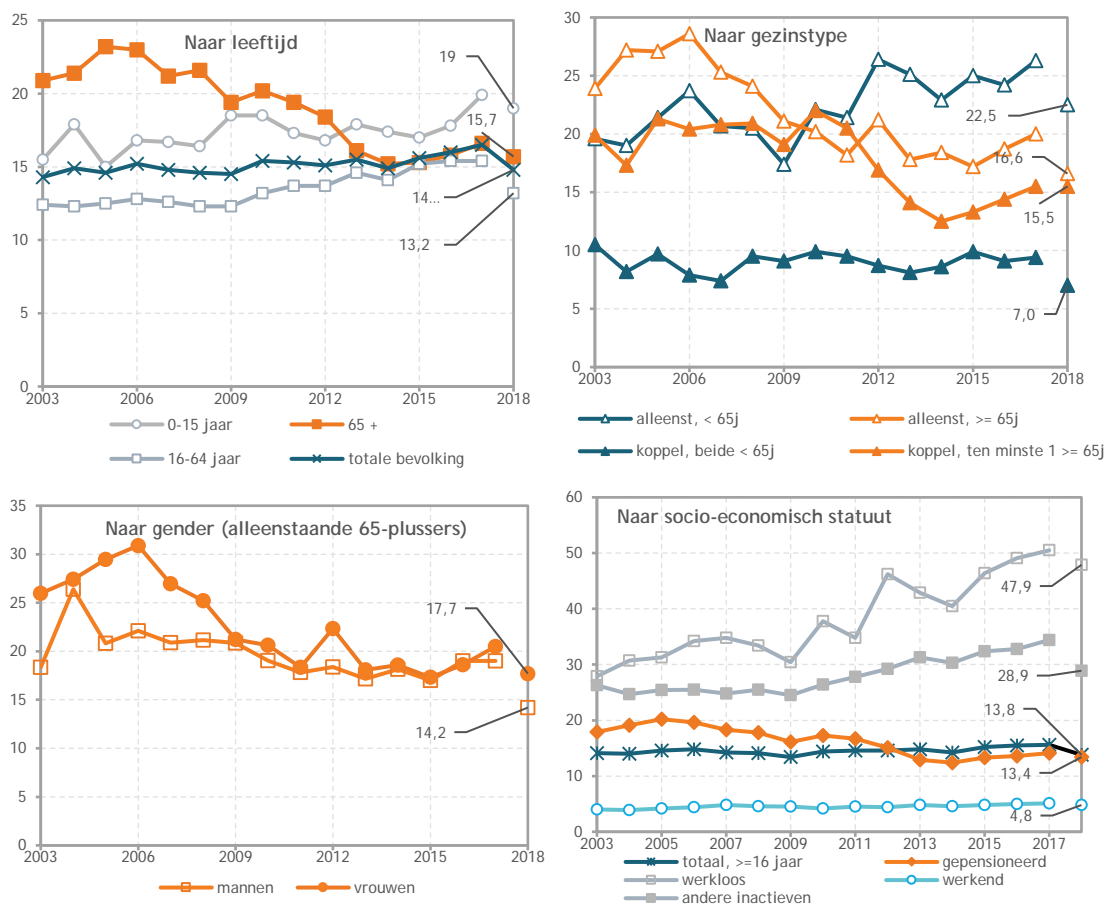 Naar leeftijd
25
20
15
10
5
0
2003 2006 2009 2012 2015 2018
19
15,7
14...
13,2
0-15 jaar
65 +
16-64 jaar
totale bevolking
Naar gezinstype
30
25
20
15
10
5
0
2003 2006 2009 2012 2015 2018
22,5
16,6
15,5
7,0
alleenst, < 65j
alleenst, >= 65j
koppel, beide < 65j
koppel, ten minste 1 >= 65j
Naar gender (alleenstaande 65-plussers)
35
30
25
20
15
10
5
0
2003 2006 2009 2012 2015 2018
17,7
14,2
mannen
vrouwen
Naar socio-economisch statuut
60
50
40
30
20
10
0
2003 2005 2007 2009 2011 2013 2015 2017
47,9
28,9
13,8
13,4
4,8
totaal, >=16 jaar
gepensioneerd
werkloos
werkend
andere inactieven